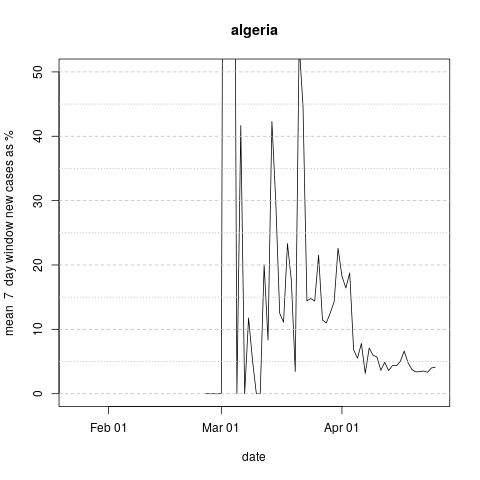 algeria
mean 7 day window new cases as %
50
40
30
20
10
0
Feb 01
Mar 01
Apr 01
date